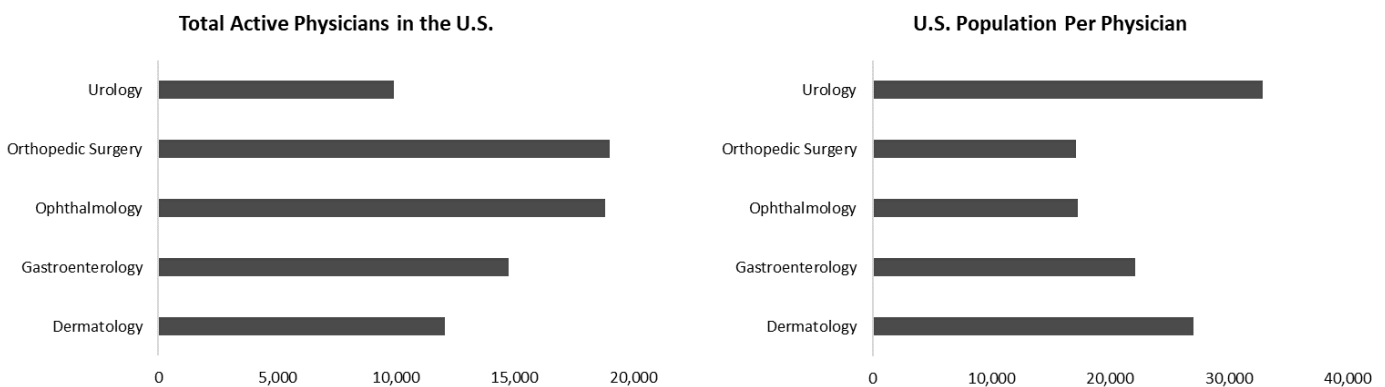 Total Active Physicians in the U.S.
Urology
Orthopedic Surgery
Ophthalmology
Gastroenterology
Dermatology
0 5,000 10,000 15,000 20,000
U.S. Population Per Physician
Urology
Orthopedic Surgery
Ophthalmology
Gastroenterology
Dermatology
0 10,000 20,000 30,000 40,000